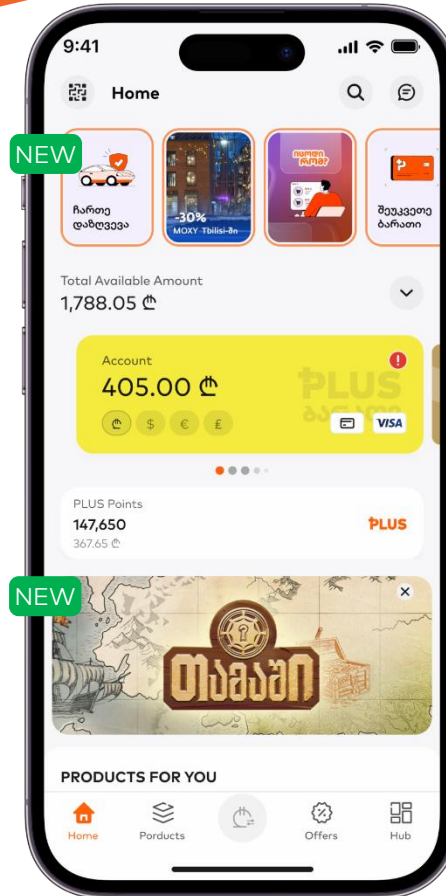 9:41
Home
NEW
ჩართე
დაზღვევა
-30%
MOXY Tbilisi-ში
იცოდი
რომ?
შეუკვეთე
ბარათი
Total Available Amount
1,788.05 ₾
Account
405.00 ₾
PLUS
₾ $ € £
VISA
PLUS Points
147,650
367.65 ₾
PLUS
NEW
თამაში
PRODUCTS FOR YOU
Home
Porducts
Offers
Hub